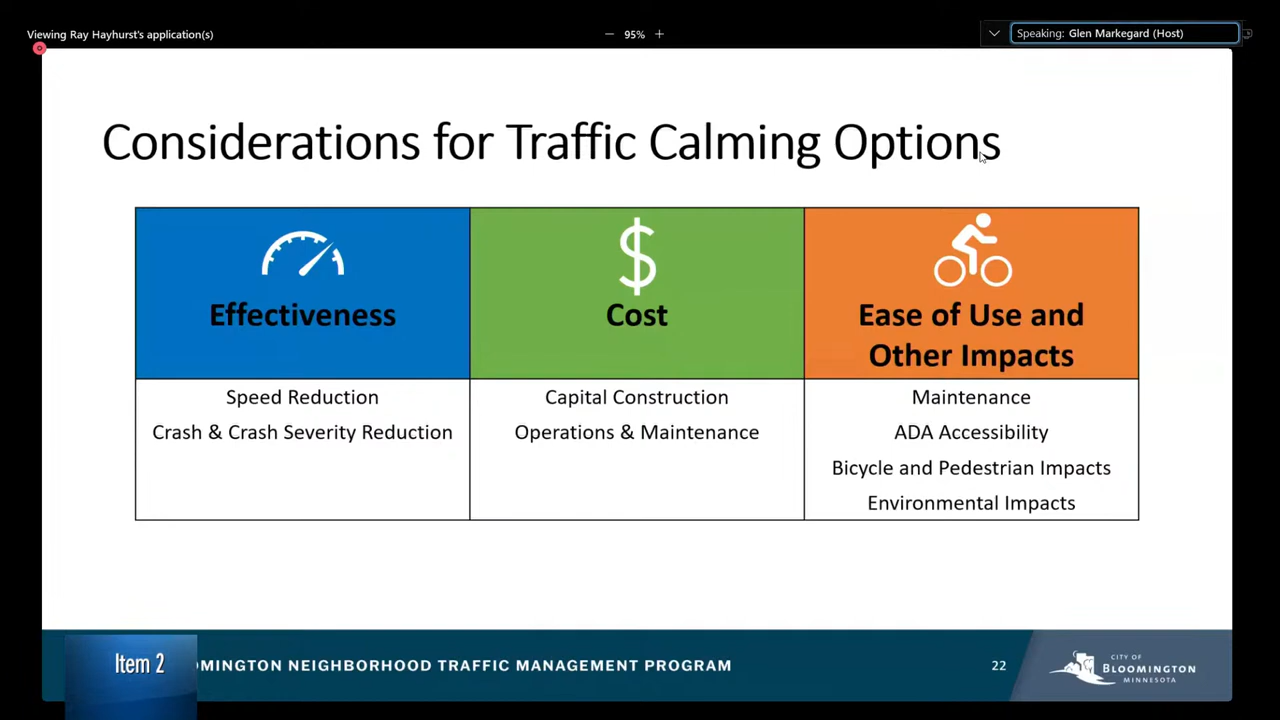 Viewing Ray Hayhurst's application(s)
95%
Speaking: Glen Markegard (Host)
Considerations for Traffic Calming Options
$
Effectiveness
Cost
Ease of Use and
Other Impacts
Speed Reduction
Crash & Crash Severity Reduction
Capital Construction
Operations & Maintenance
Maintenance
ADA Accessibility
Bicycle and Pedestrian Impacts
Environmental Impacts
Item 2
OMINGTON NEIGHBORHOOD TRAFFIC MANAGEMENT PROGRAM
22
CITY OF
BLOOMINGTON
MINNESOTA